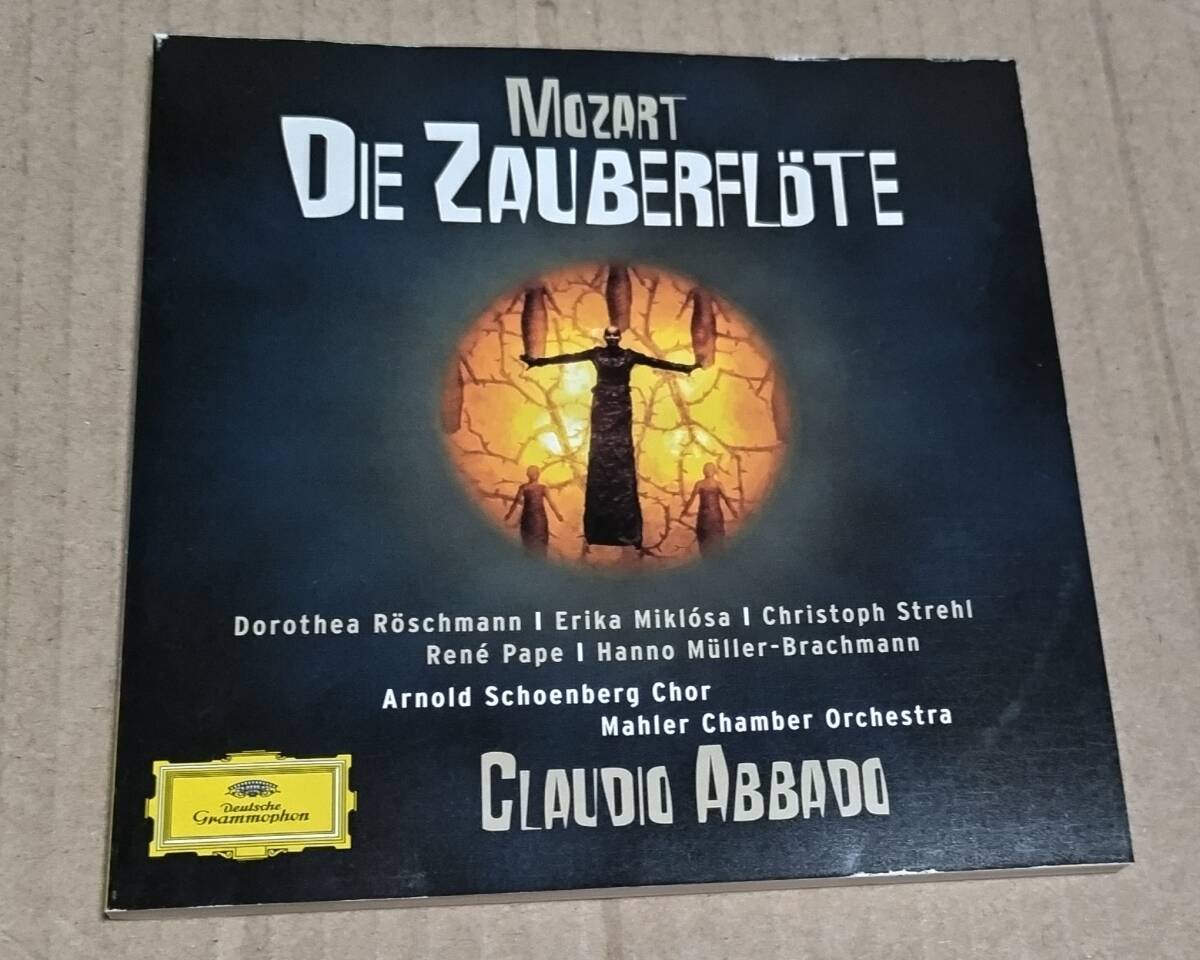 MOZART
DIE ZAUBERFLÖTE
Dorothea Röschmann | Erika Miklósa | Christoph Strehl
René Pape | Hanno Müller-Brachmann
Arnold Schoenberg Chor
Mahler Chamber Orchestra
CLAUDIO ABBADO
Deutsche
Grammophon